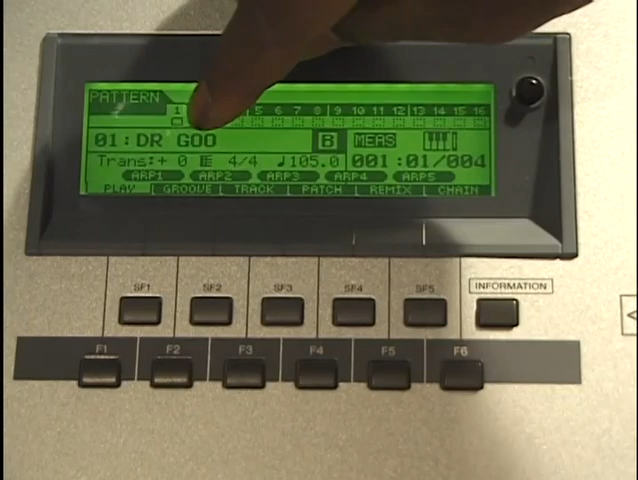 PATTERN
1 5 6 7 8 9 10 11 12 13 14 15 16
01:DR GOO B MEAS
Trans:+ 0 4/4 ♩105.0 001:01/004
ARP1 ARP2 ARP3 ARP4 ARP5
PLAY GROOVE TRACK PATCH REMIX CHAIN
SF1 SF2 SF3 SF4 SF5 INFORMATION
F1 F2 F3 F4 F5 F6